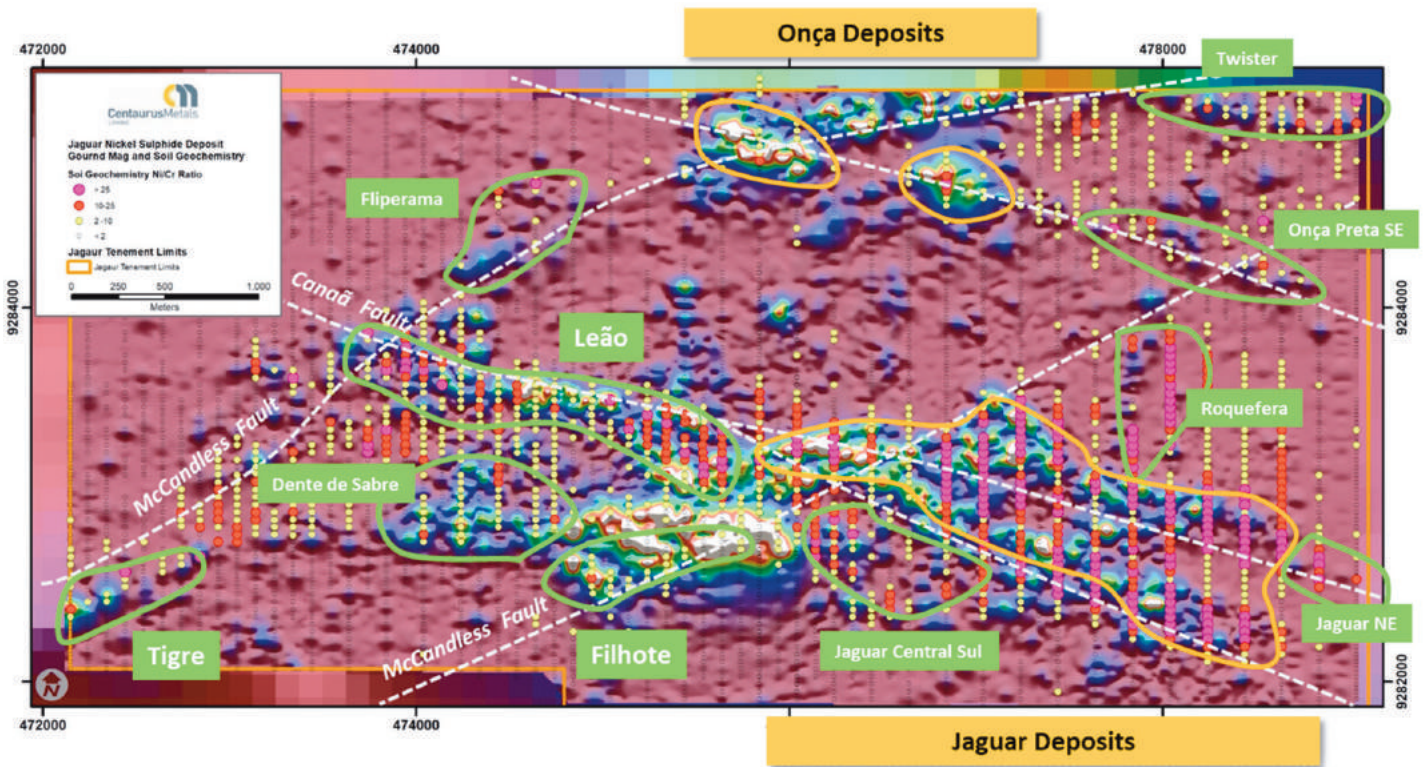 Onça Deposits
472000
474000
478000
Twister
CentaurusMetals
LIMITED
Jaguar Nickel Sulphide Deposit
Gournd Mag and Soil Geochemistry
Soi Geochemistry Ni/Cr Ratio
> 25
10-25
2 -10
< 2
Jagaur Tenement Limits
Jagaur Tenement Limits
0 250 500 1.000
Meters
Fliperama
Onça Preta SE
9284000
9284000
Canaã Fault
Leão
McCandless Fault
Roquefera
Dente de Sabre
McCandless Fault
Tigre
Filhote
Jaguar Central Sul
Jaguar NE
N
9282000
472000
474000
478000
Jaguar Deposits